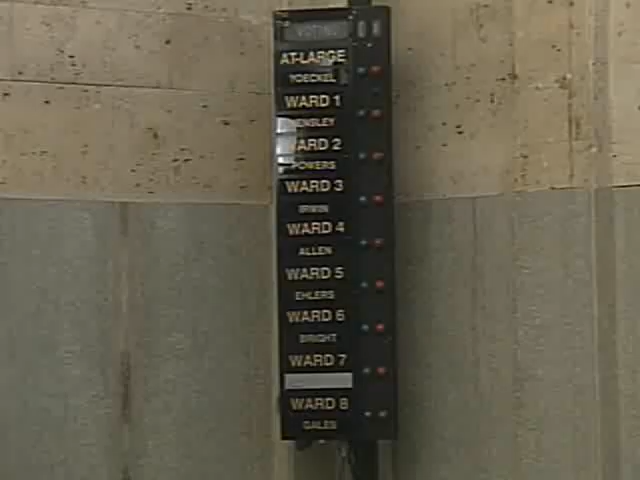 VOTING
AT-LARGE
YOECKEL
WARD 1
ENSLEY
WARD 2
POWERS
WARD 3
IRWIN
WARD 4
ALLEN
WARD 5
EHLERS
WARD 6
BRIGHT
WARD 7
WARD 8
GALES